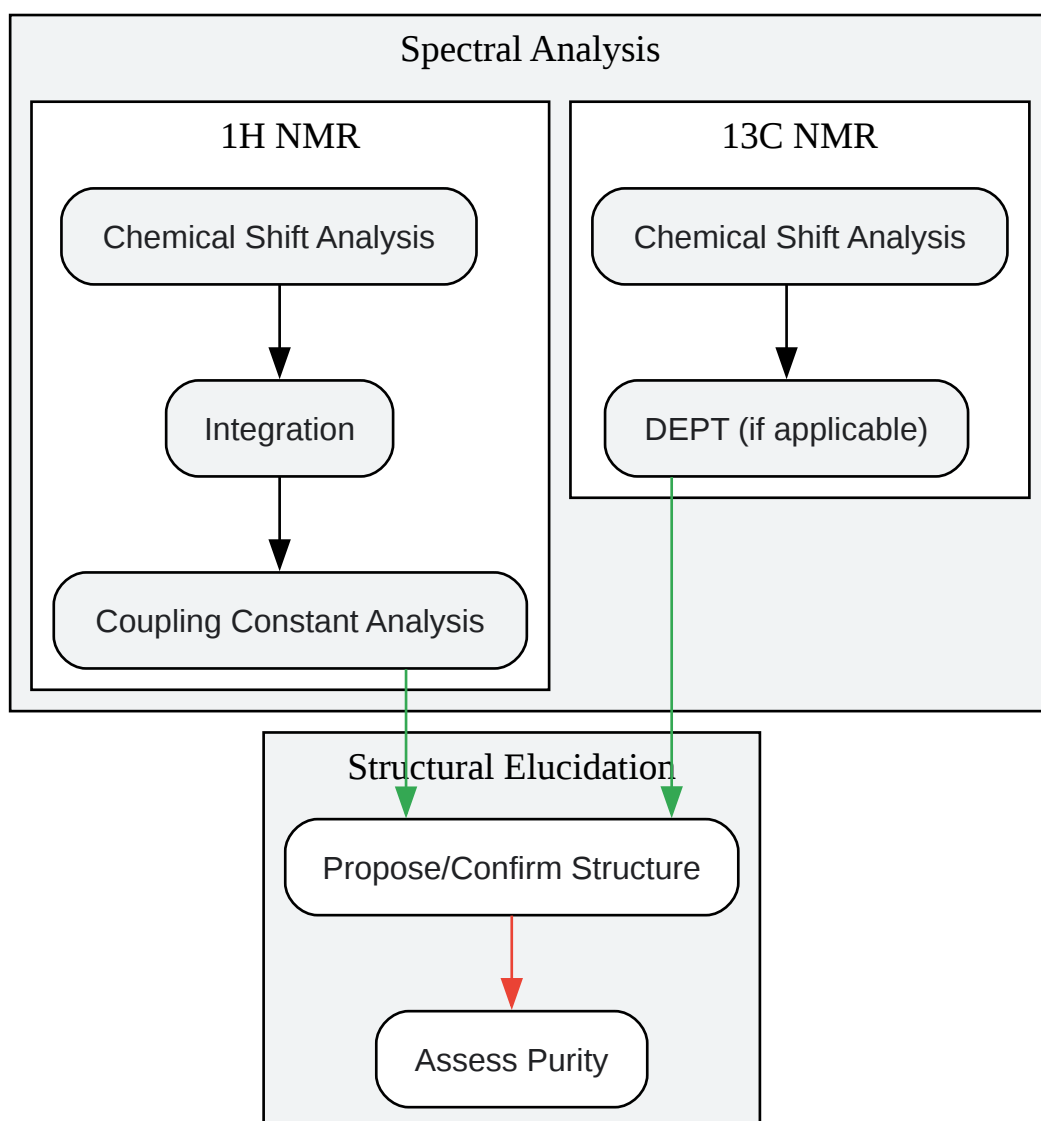 Spectral Analysis
1H NMR
Chemical Shift Analysis
Integration
Coupling Constant Analysis
13C NMR
Chemical Shift Analysis
DEPT (if applicable)
Structural Elucidation
Propose/Confirm Structure
Assess Purity